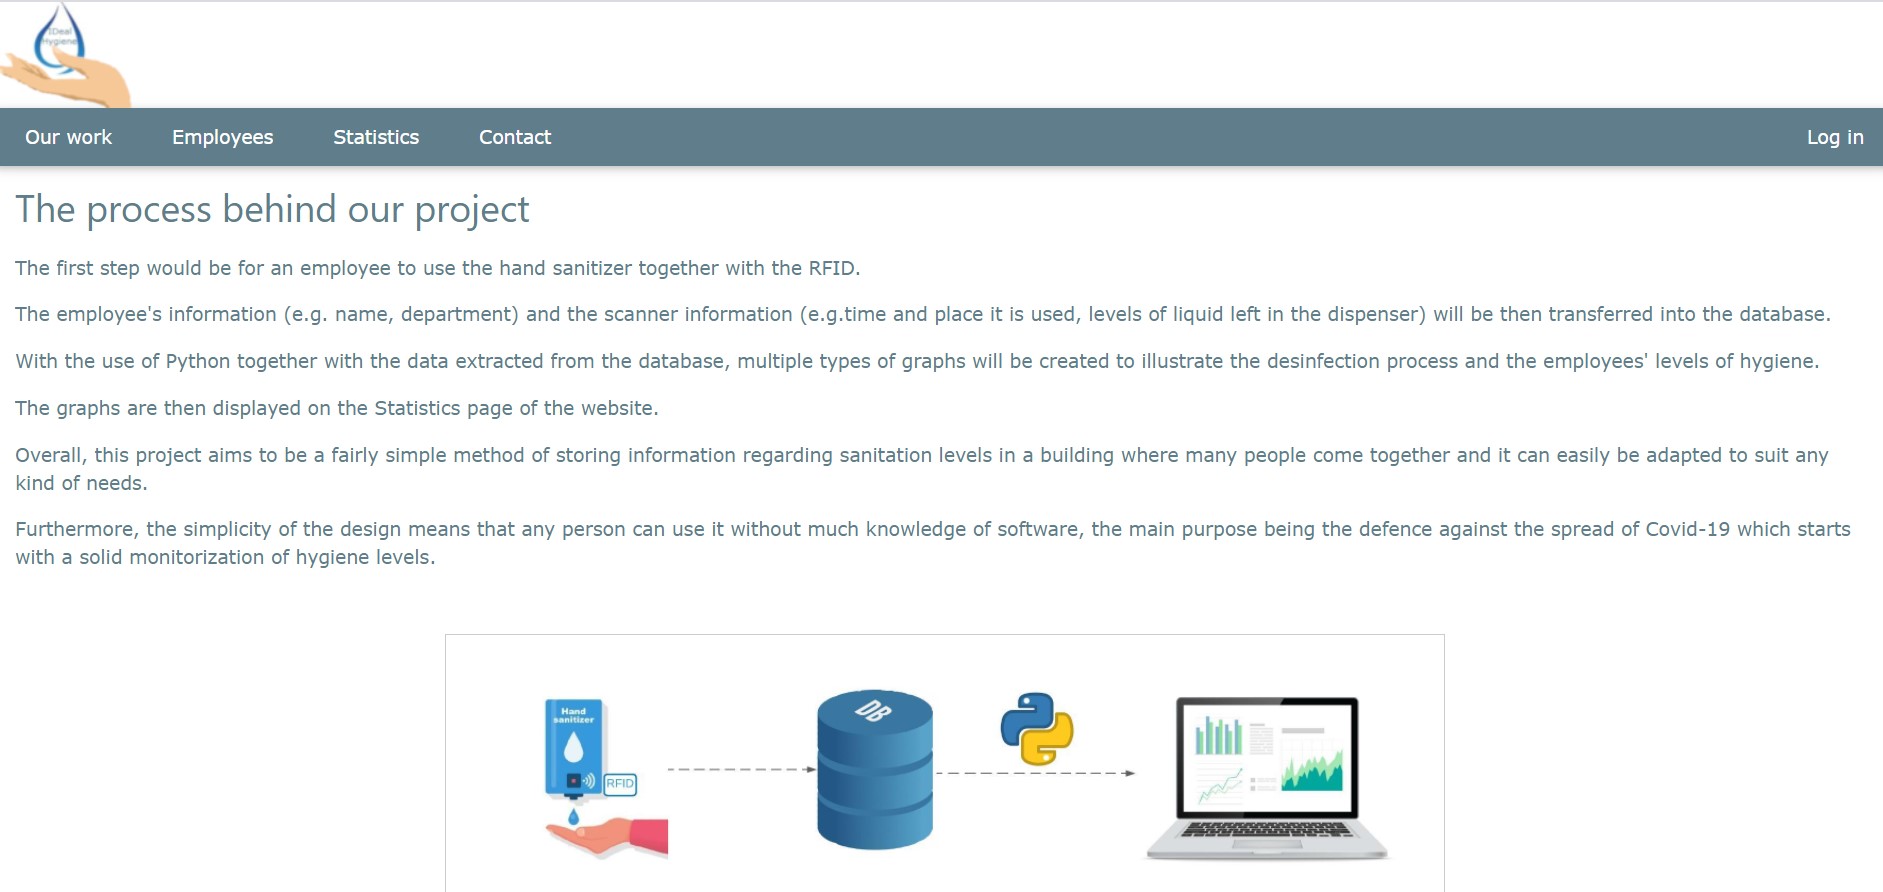 IDeal
Hygiene
Our work Employees Statistics Contact Log in
The process behind our project
The first step would be for an employee to use the hand sanitizer together with the RFID.
The employee's information (e.g. name, department) and the scanner information (e.g.time and place it is used, levels of liquid left in the dispenser) will be then transferred into the database.
With the use of Python together with the data extracted from the database, multiple types of graphs will be created to illustrate the desinfection process and the employees' levels of hygiene.
The graphs are then displayed on the Statistics page of the website.
Overall, this project aims to be a fairly simple method of storing information regarding sanitation levels in a building where many people come together and it can easily be adapted to suit any
kind of needs.
Furthermore, the simplicity of the design means that any person can use it without much knowledge of software, the main purpose being the defence against the spread of Covid-19 which starts
with a solid monitorization of hygiene levels.
Hand
sanitizer
RFID
DB